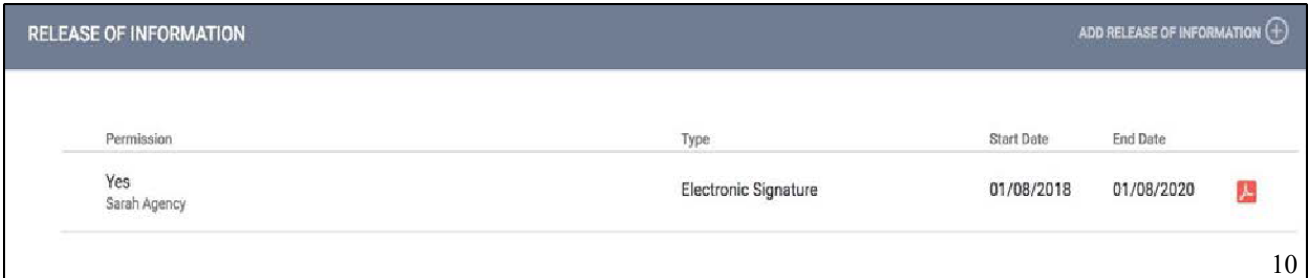 RELEASE OF INFORMATION ADD RELEASE OF INFORMATION
Permission Type Start Date End Date
Yes Electronic Signature 01/08/2018 01/08/2020
Sarah Agency
10